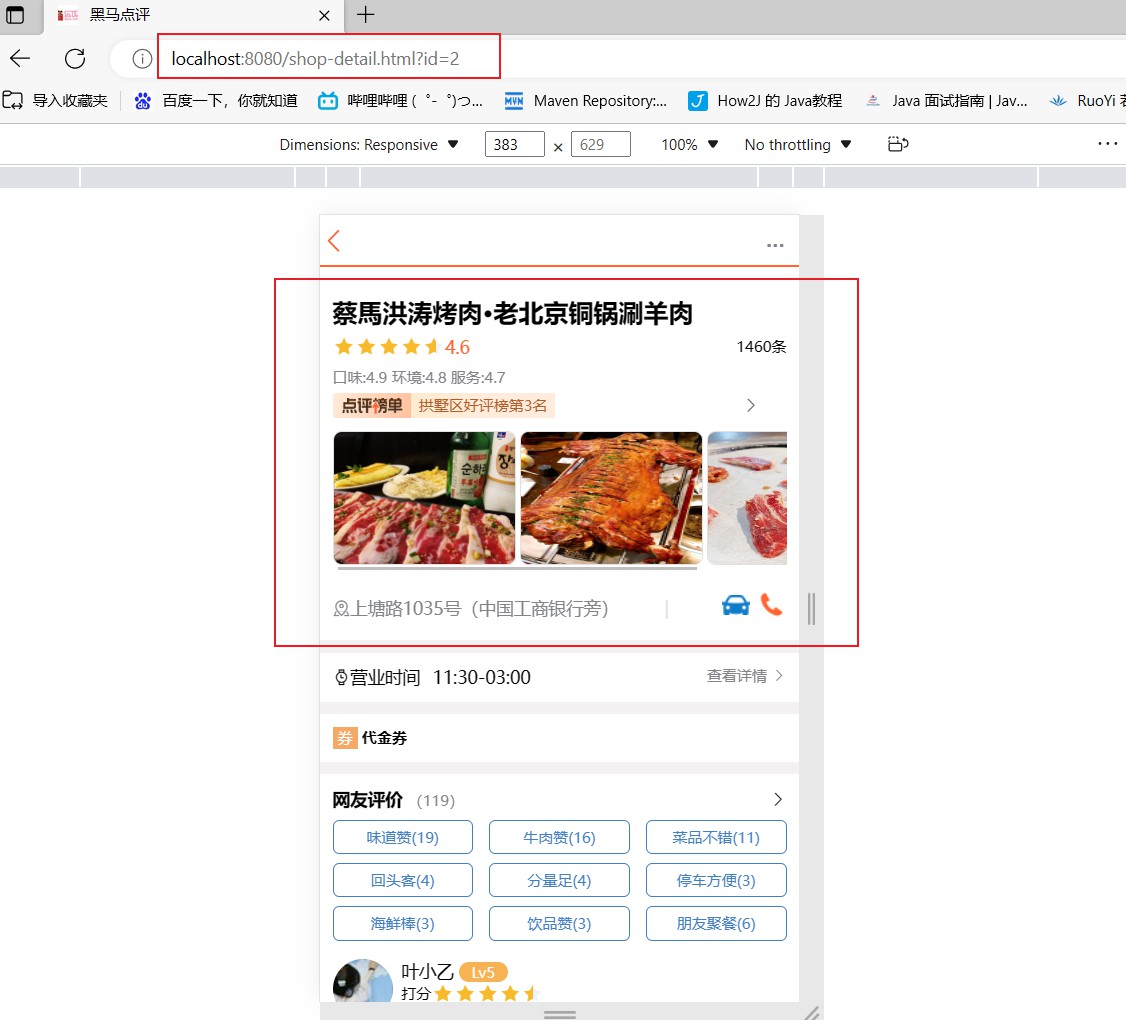 黑马点评
localhost:8080/shop-detail.html?id=2
导入收藏夹 百度一下，你就知道 哔哩哔哩 ( ゜- ゜)つ... MVN Maven Repository:... How2J 的 Java教程 Java 面试指南 | Jav... RuoYi 若
Dimensions: Responsive 383 × 629 100% No throttling
蔡馬洪涛烤肉·老北京铜锅涮羊肉
4.6 1460条
口味:4.9 环境:4.8 服务:4.7
点评榜单 拱墅区好评榜第3名
上塘路1035号（中国工商银行旁）
营业时间 11:30-03:00 查看详情
券 代金券
网友评价 (119)
味道赞(19) 牛肉赞(16) 菜品不错(11)
回头客(4) 分量足(4) 停车方便(3)
海鲜棒(3) 饮品赞(3) 朋友聚餐(6)
叶小乙 Lv5
打分